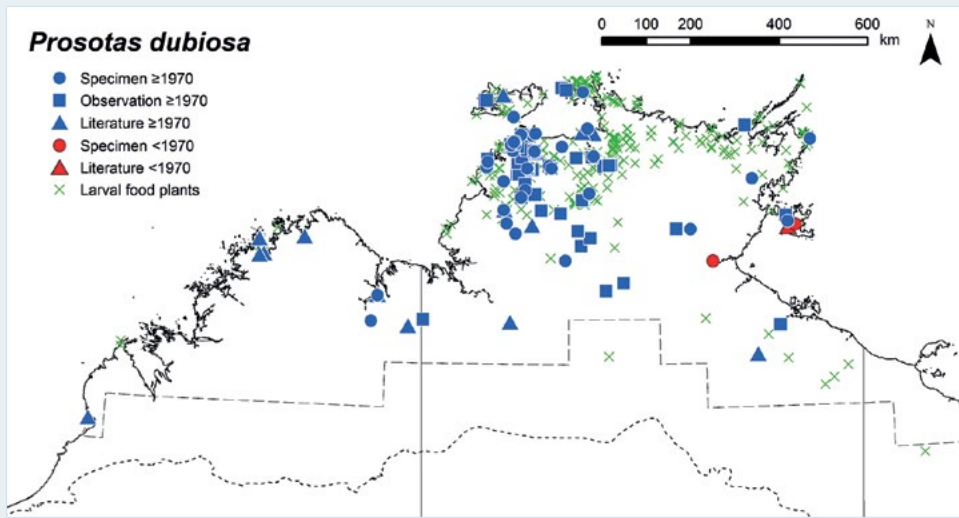 Prosotas dubiosa
Specimen ≥1970
Observation ≥1970
Literature ≥1970
Specimen <1970
Literature <1970
Larval food plants
0 100 200 400 600
km
N